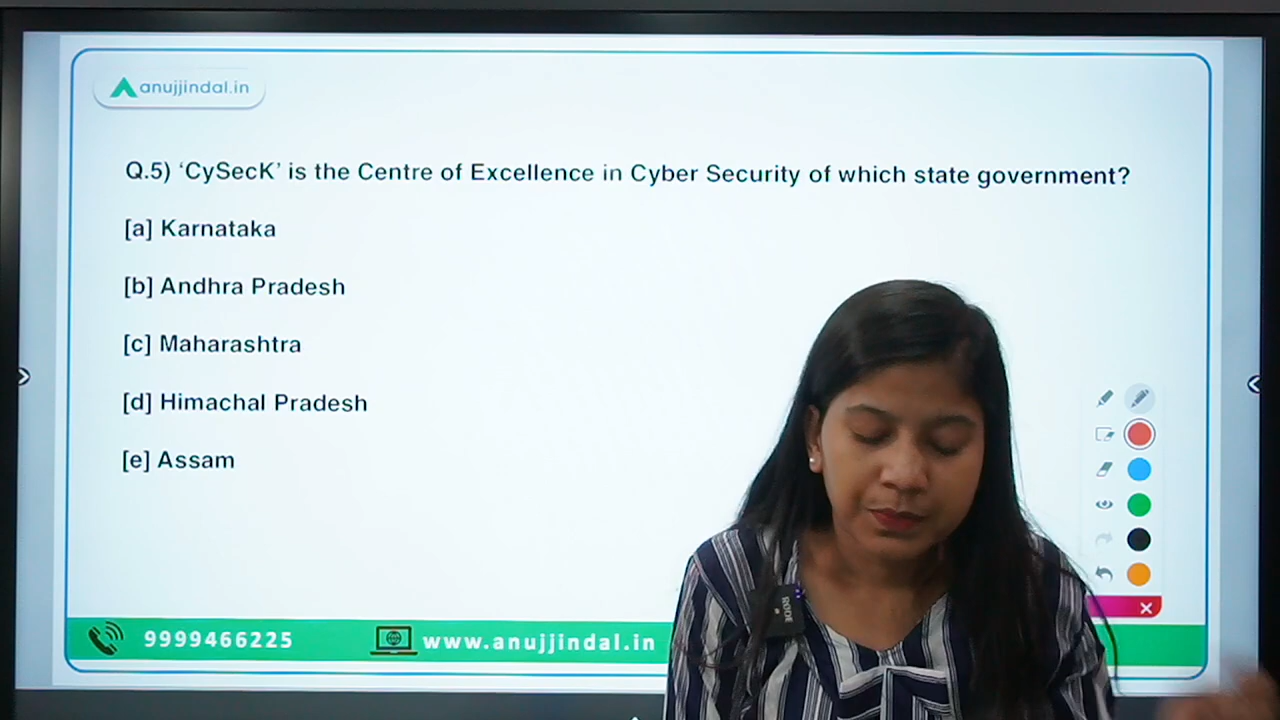 anujjindal.in
Q.5) ‘CySecK’ is the Centre of Excellence in Cyber Security of which state government?
[a] Karnataka
[b] Andhra Pradesh
[c] Maharashtra
[d] Himachal Pradesh
[e] Assam
RODE
9999466225
www.anujjindal.in